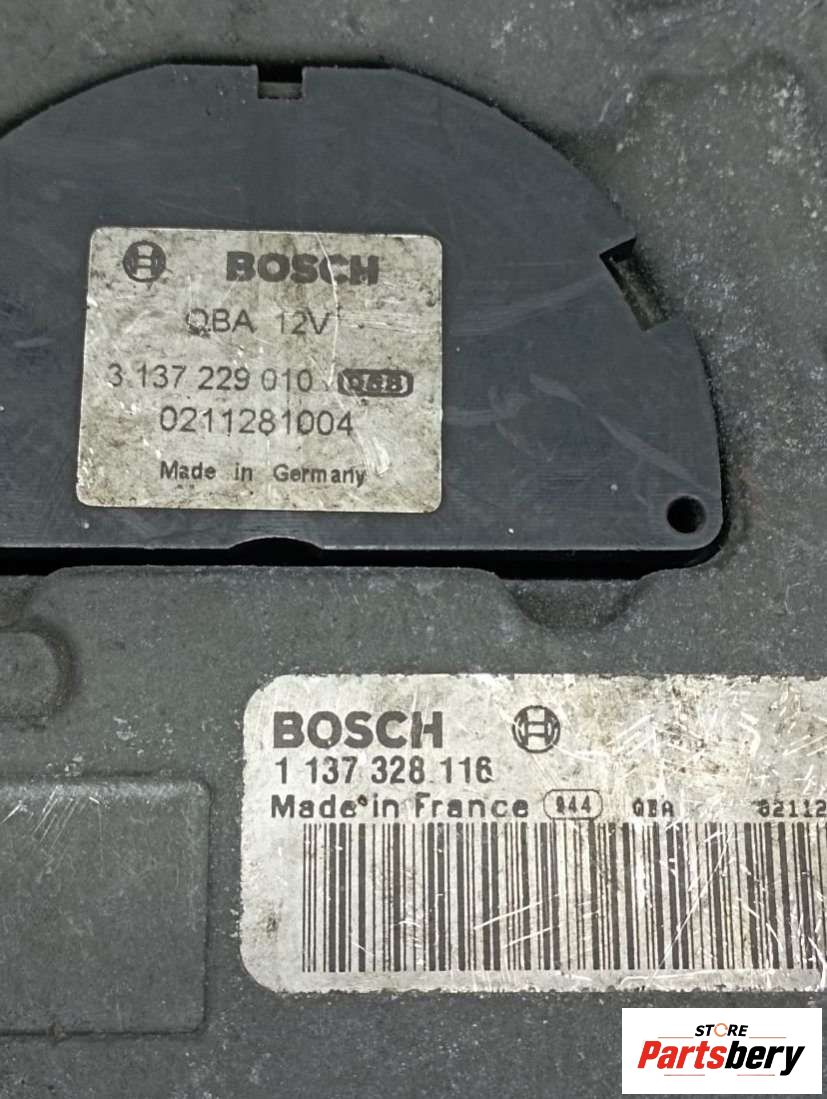 BOSCH
QBA 12V
3 137 229 010
0211281004
Made in Germany
BOSCH
1 137 328 116
Made in France 944 QBA 02112
STORE
Partsbery